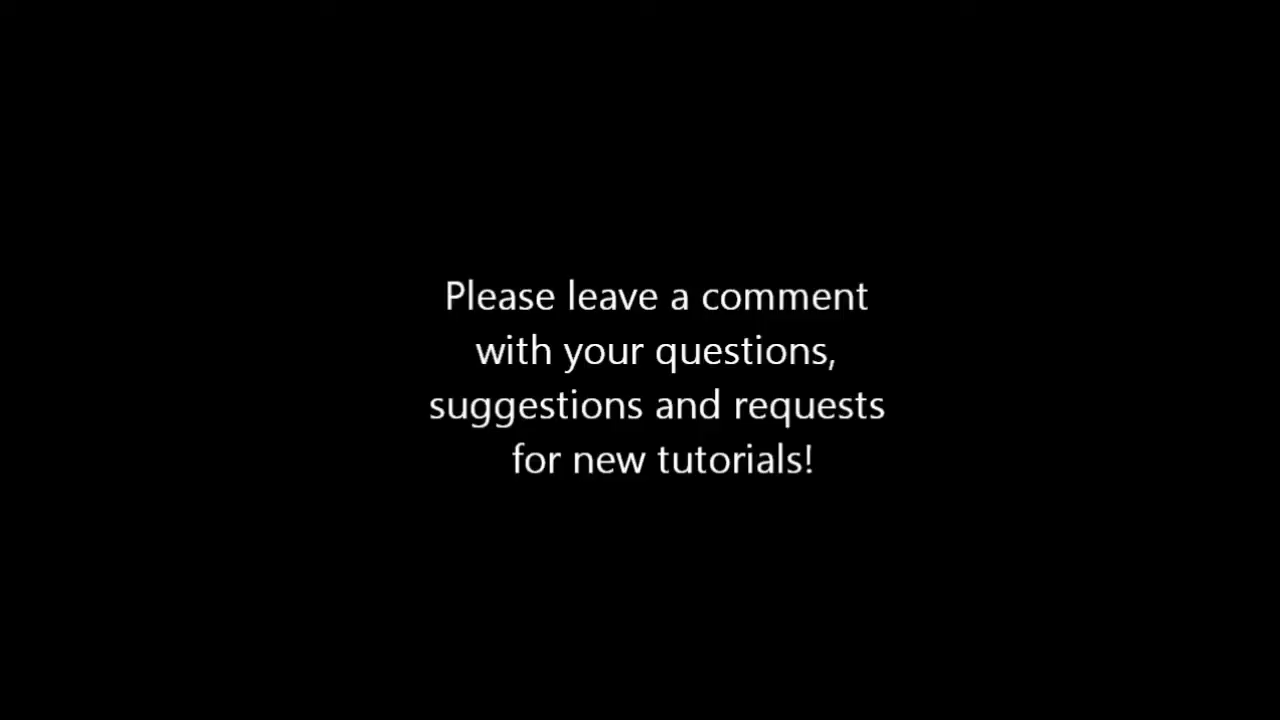 Please leave a comment
with your questions,
suggestions and requests
for new tutorials!